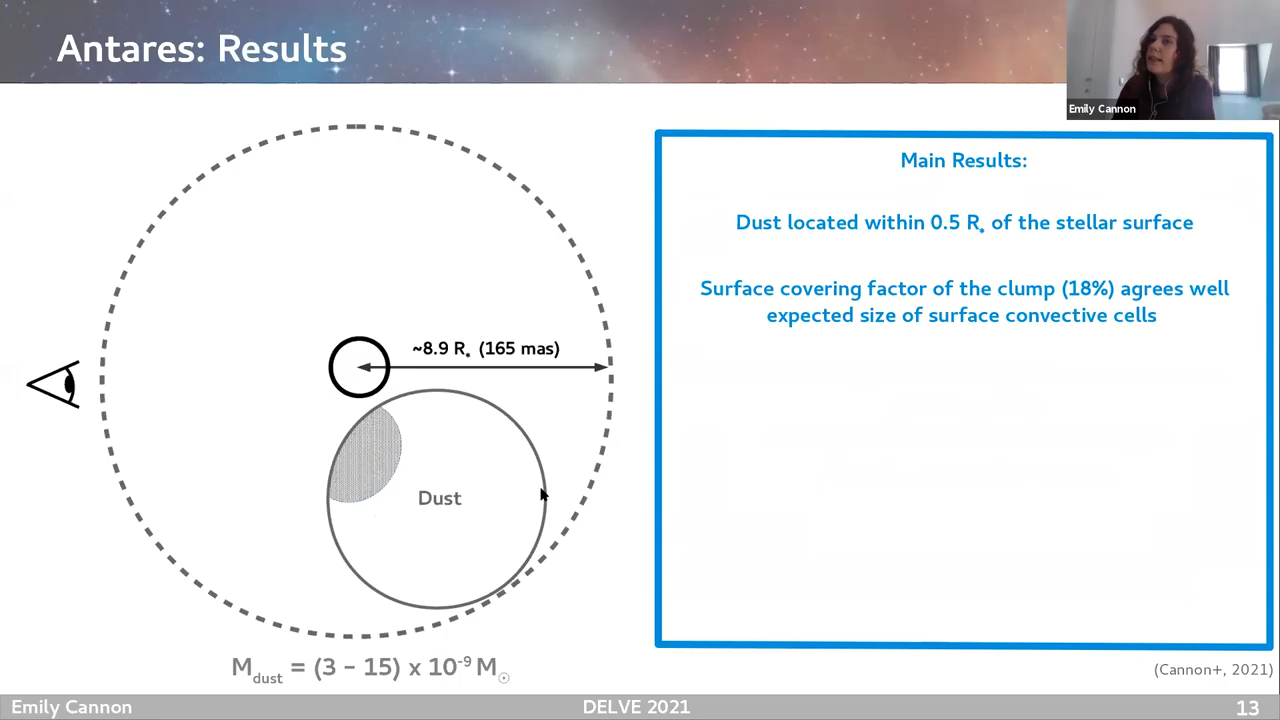 Antares: Results
Emily Cannon
Main Results:
Dust located within 0.5 R* of the stellar surface
Surface covering factor of the clump (18%) agrees well
expected size of surface convective cells
~8.9 R* (165 mas)
Dust
M_dust = (3 – 15) x 10^-9 M_☉
(Cannon+, 2021)
Emily Cannon
DELVE 2021
13